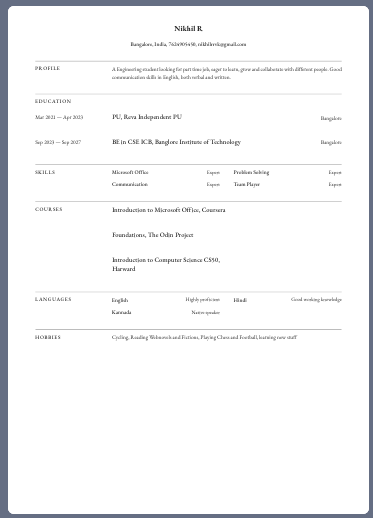 Nikhil R
Bangalore, India, 7624905450, nikhilrvrk@gmail.com
PROFILE
A Engineering student looking for part time job, eager to learn, grow and collaborate with different people. Good
communication skills in English, both verbal and written.
EDUCATION
Mar 2021 — Apr 2023 PU, Reva Independent PU Bangalore
Sep 2023 — Sep 2027 BE in CSE ICB, Banglore Institute of Technology Bangalore
SKILLS
Microsoft Office Expert Problem Solving Expert
Communication Expert Team Player Expert
COURSES
Introduction to Microsoft Office, Coursera
Foundations, The Odin Project
Introduction to Computer Science CS50,
Harward
LANGUAGES
English Highly proficient Hindi Good working knowledge
Kannada Native speaker
HOBBIES
Cycling, Reading Webnovels and Fictions, Playing Chess and Football, learning new stuff